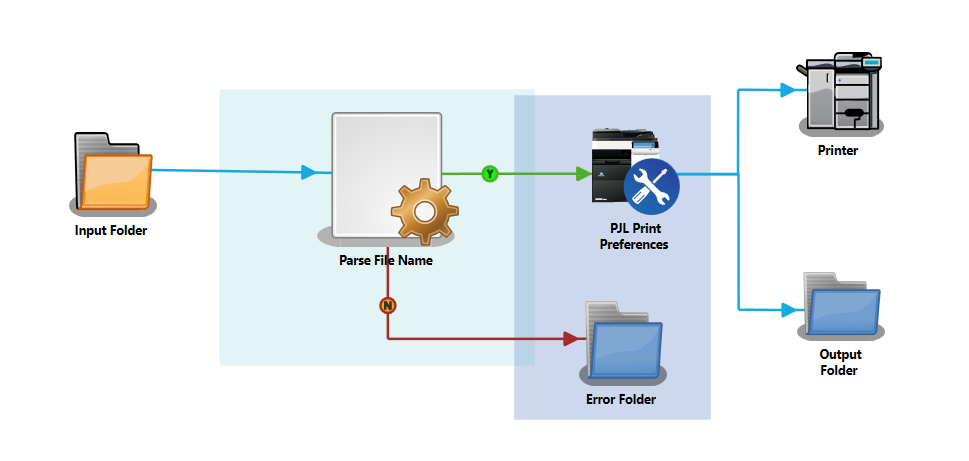 Input Folder
Parse File Name
Y
N
PJL Print
Preferences
Error Folder
Printer
Output
Folder